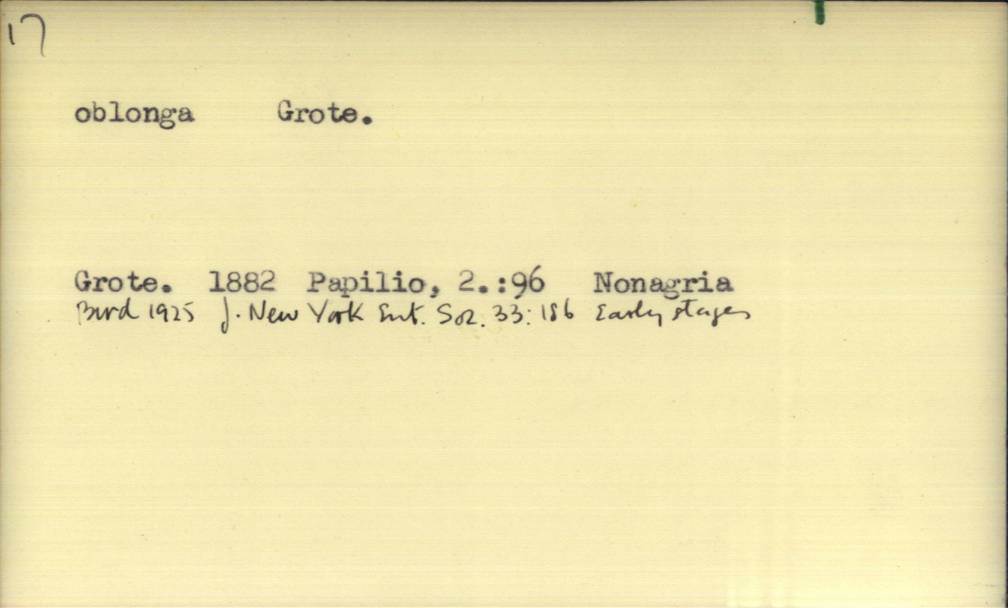 17
oblonga Grote.
Grote. 1882 Papilio, 2.:96 Nonagria
Bird 1925 J. New York Ent. Soc. 33: 186 Early stages